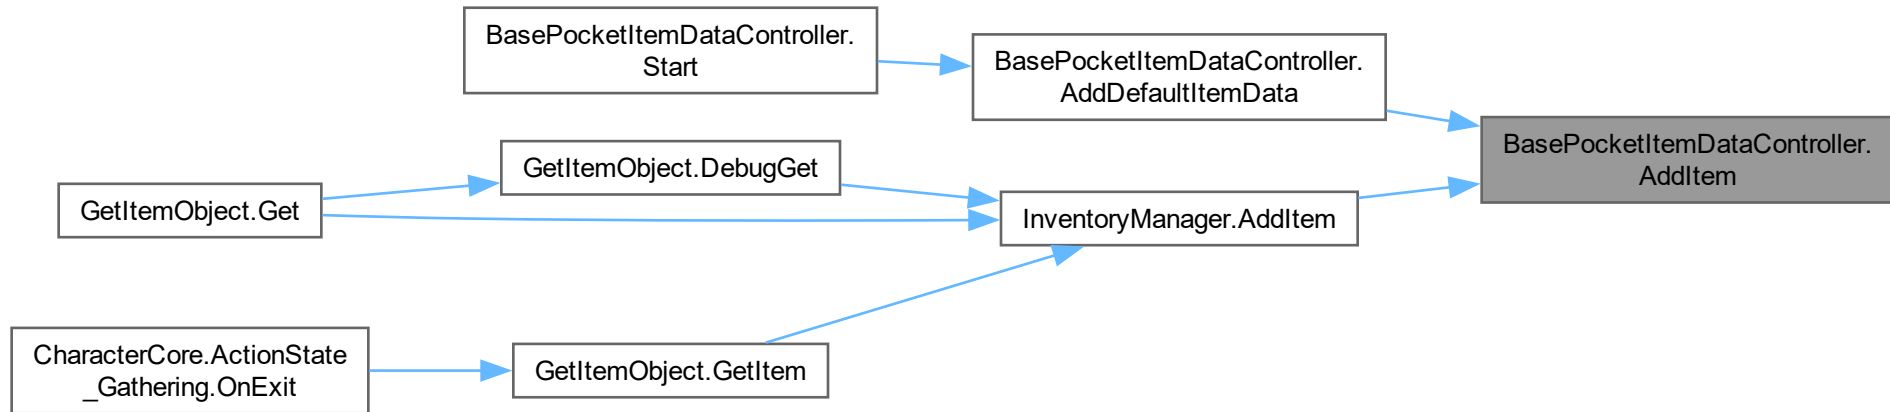 BasePocketItemDataController.
Start
BasePocketItemDataController.
AddDefaultItemData
BasePocketItemDataController.
AddItem
GetItemObject.DebugGet
GetItemObject.Get
InventoryManager.AddItem
CharacterCore.ActionState
_Gathering.OnExit
GetItemObject.GetItem